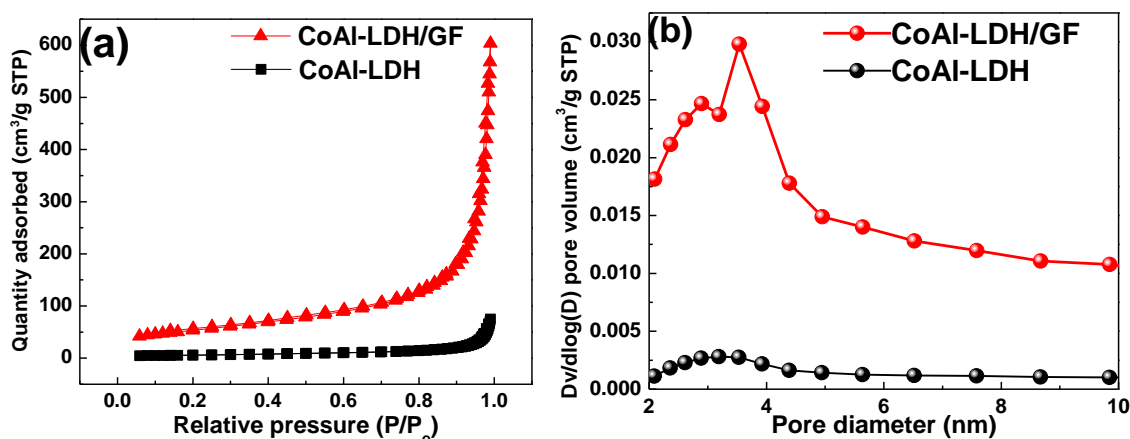 (a)
CoAl-LDH/GF
CoAl-LDH
Quantity adsorbed (cm³/g STP)
600
500
400
300
200
100
0
0.0 0.2 0.4 0.6 0.8 1.0
Relative pressure (P/P₀)
(b)
CoAl-LDH/GF
CoAl-LDH
Dv/dlog(D) pore volume (cm³/g STP)
0.030
0.025
0.020
0.015
0.010
0.005
0.000
2 4 6 8 10
Pore diameter (nm)